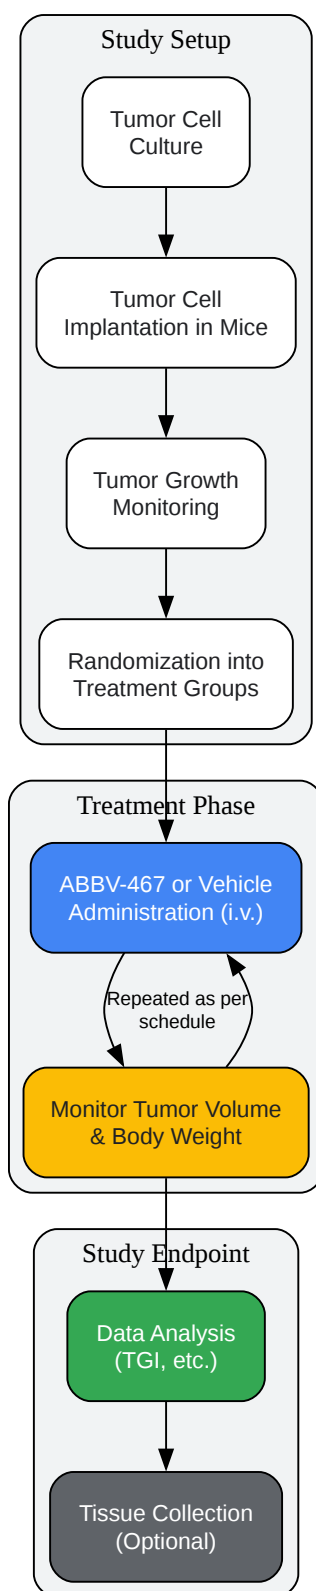 Study Setup
Tumor Cell
Culture
Tumor Cell
Implantation in Mice
Tumor Growth
Monitoring
Randomization into
Treatment Groups
Treatment Phase
ABBV-467 or Vehicle
Administration (i.v.)
Repeated as per
schedule
Monitor Tumor Volume
& Body Weight
Study Endpoint
Data Analysis
(TGI, etc.)
Tissue Collection
(Optional)